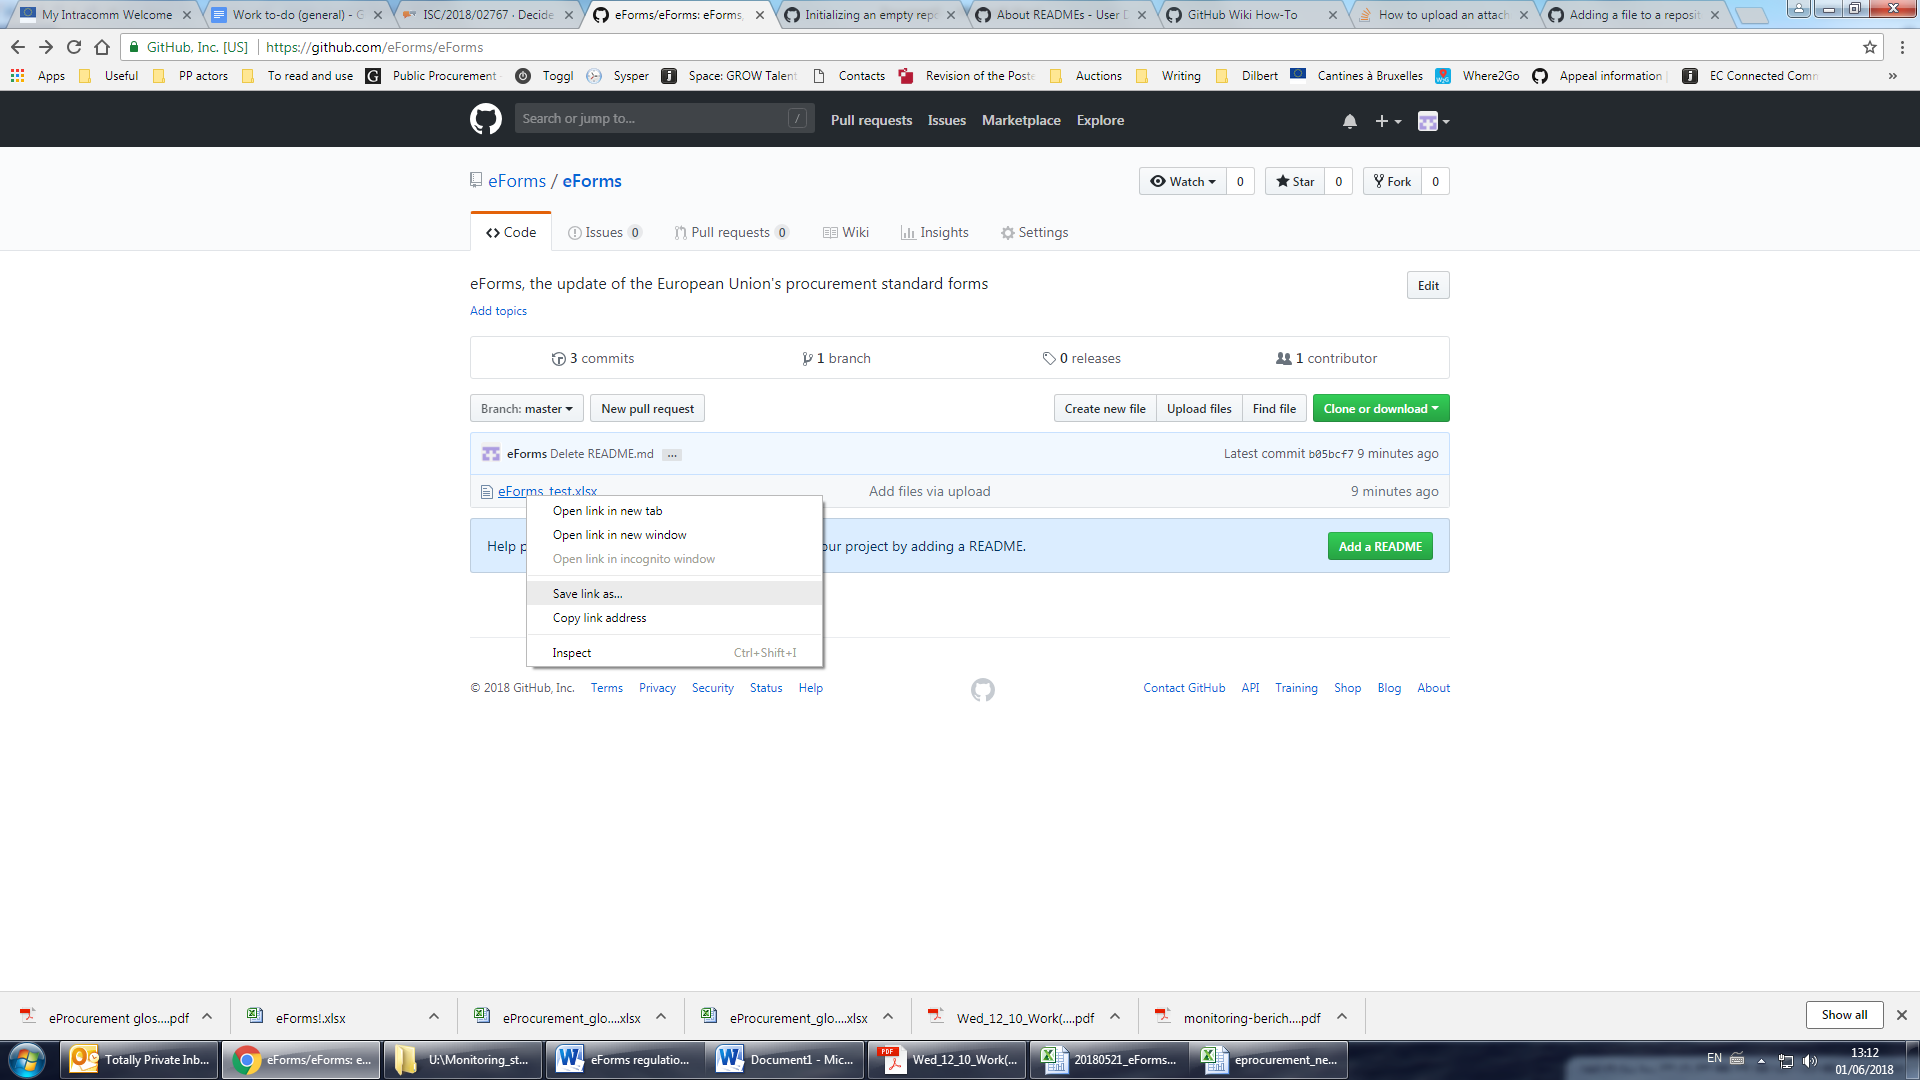 My Intracomm Welcome
Work to-do (general) - G
ISC/2018/02767 · Decide
eForms/eForms: eForms,
Initializing an empty repo
About READMEs - User D
GitHub Wiki How-To
How to upload an attach
Adding a file to a reposit
GitHub, Inc. [US] https://github.com/eForms/eForms
Apps Useful PP actors To read and use Public Procurement Toggl Sysper Space: GROW Talent Contacts Revision of the Poste Auctions Writing Dilbert Cantines à Bruxelles Where2Go Appeal information EC Connected Comm »
Search or jump to... / Pull requests Issues Marketplace Explore
eForms / eForms
Watch 0 Star 0 Fork 0
Code Issues 0 Pull requests 0 Wiki Insights Settings
eForms, the update of the European Union's procurement standard forms
Edit
Add topics
3 commits 1 branch 0 releases 1 contributor
Branch: master New pull request Create new file Upload files Find file Clone or download
eForms Delete README.md ... Latest commit b05bcf7 9 minutes ago
eForms_test.xlsx Add files via upload 9 minutes ago
Open link in new tab
Open link in new window
Help p our project by adding a README. Add a README
Open link in incognito window
Save link as...
Copy link address
Inspect Ctrl+Shift+I
© 2018 GitHub, Inc. Terms Privacy Security Status Help Contact GitHub API Training Shop Blog About
eProcurement glos....pdf eForms!.xlsx eProcurement_glo....xlsx eProcurement_glo....xlsx Wed_12_10_Work(....pdf monitoring-berich....pdf Show all
Totally Private Inb... eForms/eForms: e... U:\Monitoring_st... eForms regulatio... Document1 - Mic... Wed_12_10_Work(... 20180521_eForms... eprocurement_ne... EN 13:12
01/06/2018